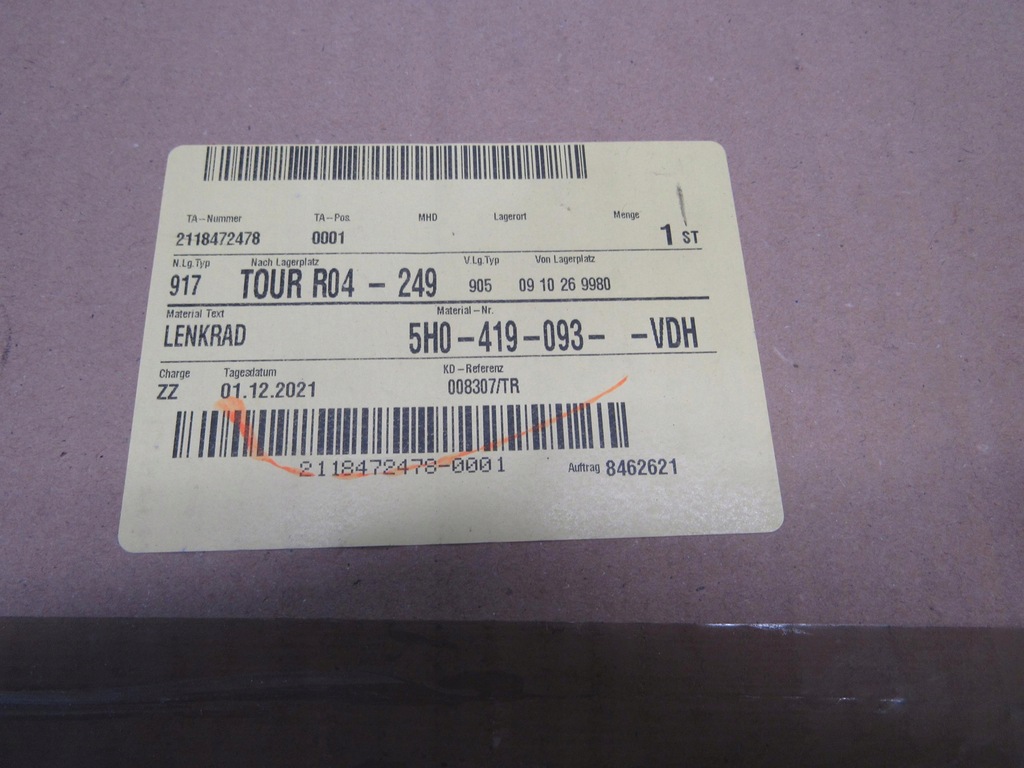 TA-Nummer TA-Pos. MHD Lagerort Menge
2118472478 0001 1 ST
N.Lg.Typ Nach Lagerplatz V.Lg.Typ Von Lagerplatz
917 TOUR R04 - 249 905 09 10 26 9980
Material Text Material-Nr.
LENKRAD 5H0-419-093- -VDH
Charge Tagesdatum KD-Referenz
ZZ 01.12.2021 008307/TR
2118472478-0001 Auftrag 8462621